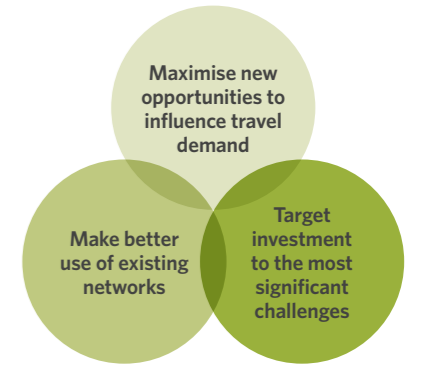 Maximise new
opportunities to
influence travel
demand
Make better
use of existing
networks
Target
investment
to the most
significant
challenges